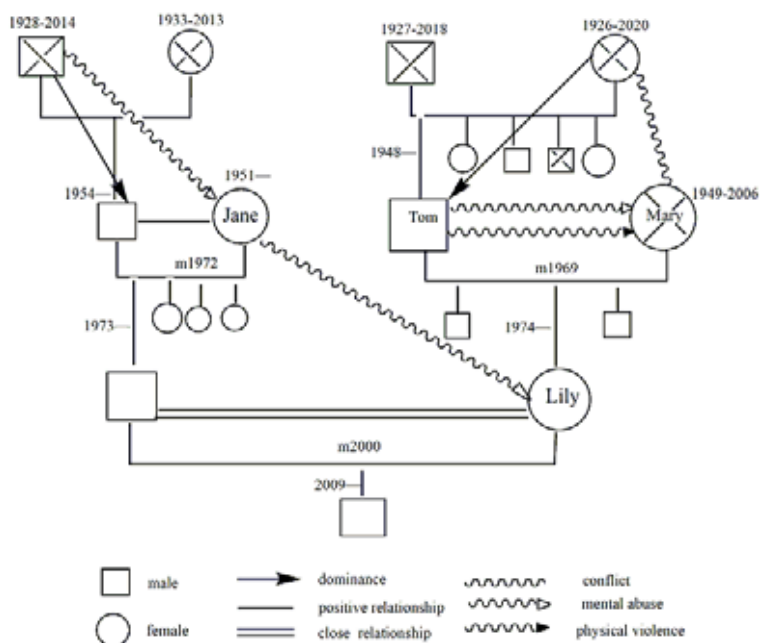 1928-2014 1933-2013 1927-2018 1926-2020
1948—
1951—
1954— 1949-2006
Jane Tom Mary
m1972 m1969
1973— 1974—
Lily
m2000
2009—
male dominance conflict
positive relationship mental abuse
female close relationship physical violence